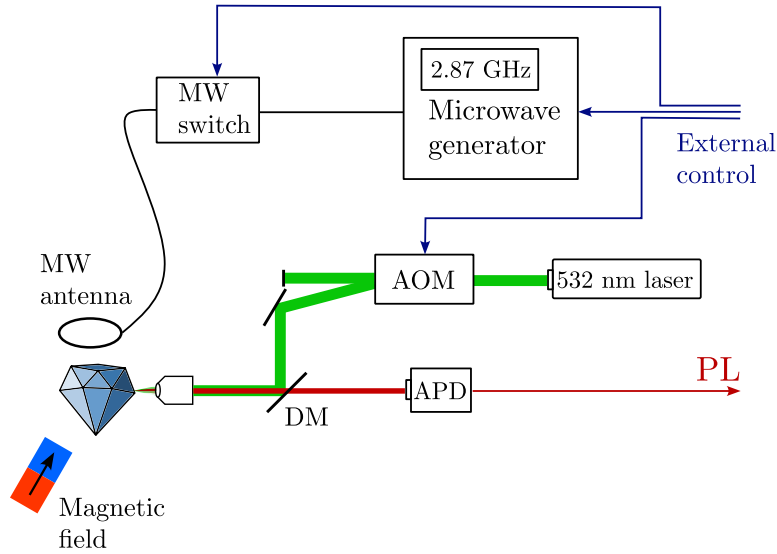 2.87 GHz
MW
switch
Microwave
generator
External
control
MW
antenna
AOM
532 nm laser
PL
APD
DM
Magnetic
field